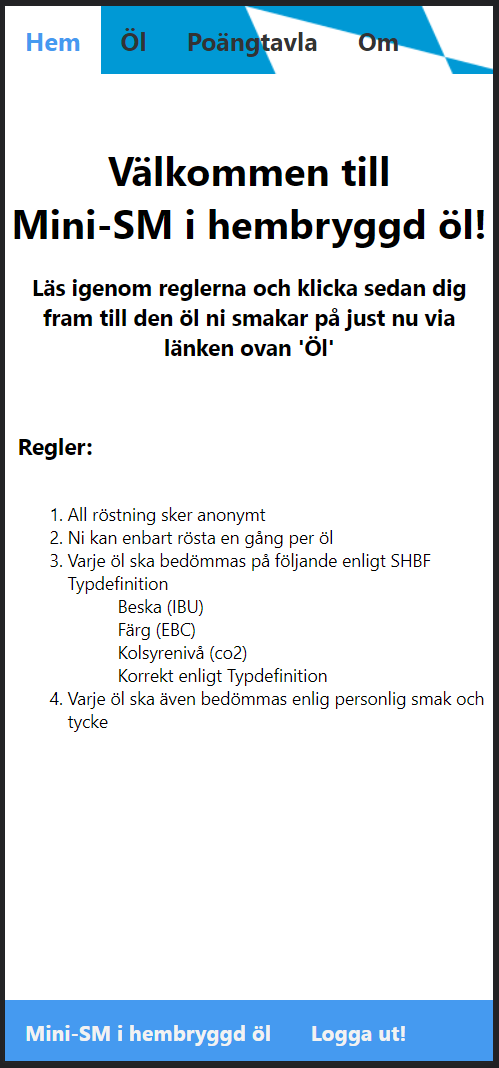 Hem Öl Poängtavla Om
Välkommen till
Mini-SM i hembryggd öl!
Läs igenom reglerna och klicka sedan dig
fram till den öl ni smakar på just nu via
länken ovan 'Öl'
Regler:
1. All röstning sker anonymt
2. Ni kan enbart rösta en gång per öl
3. Varje öl ska bedömmas på följande enligt SHBF
Typdefinition
Beska (IBU)
Färg (EBC)
Kolsyrenivå (co2)
Korrekt enligt Typdefinition
4. Varje öl ska även bedömmas enlig personlig smak och
tycke
Mini-SM i hembryggd öl Logga ut!